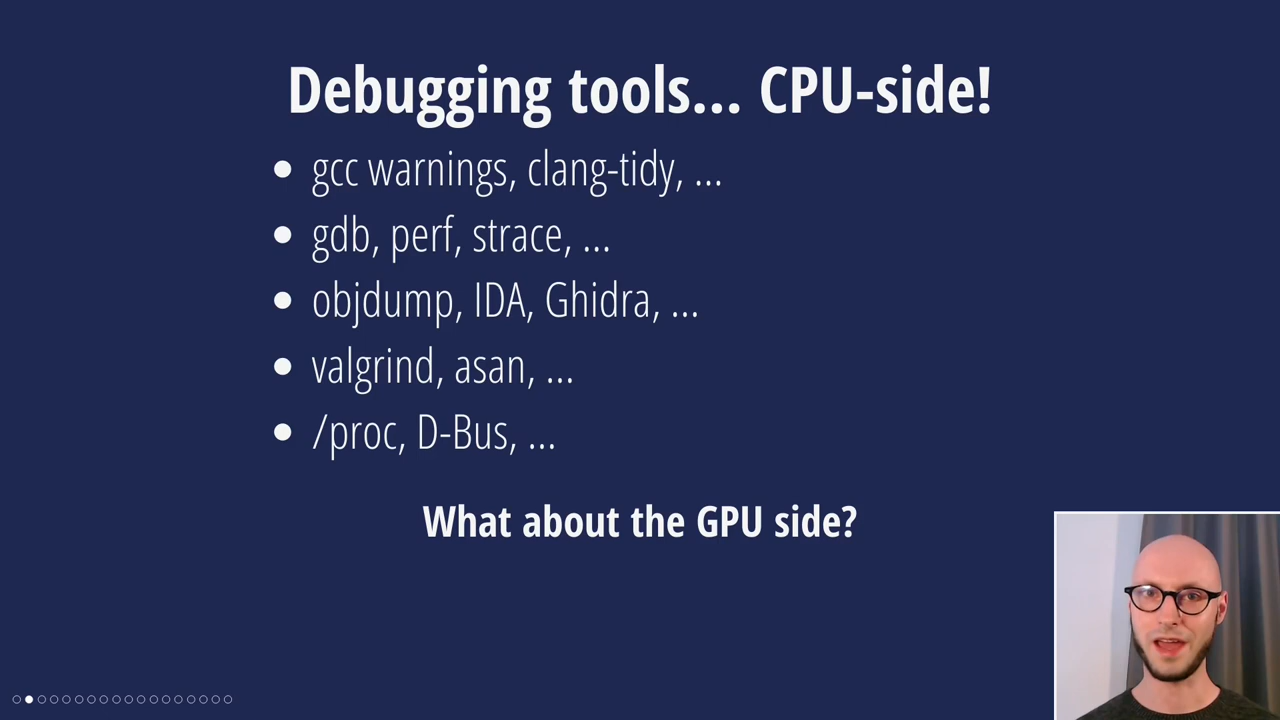 Debugging tools... CPU-side!
• gcc warnings, clang-tidy, ...
• gdb, perf, strace, ...
• objdump, IDA, Ghidra, ...
• valgrind, asan, ...
• /proc, D-Bus, ...
What about the GPU side?